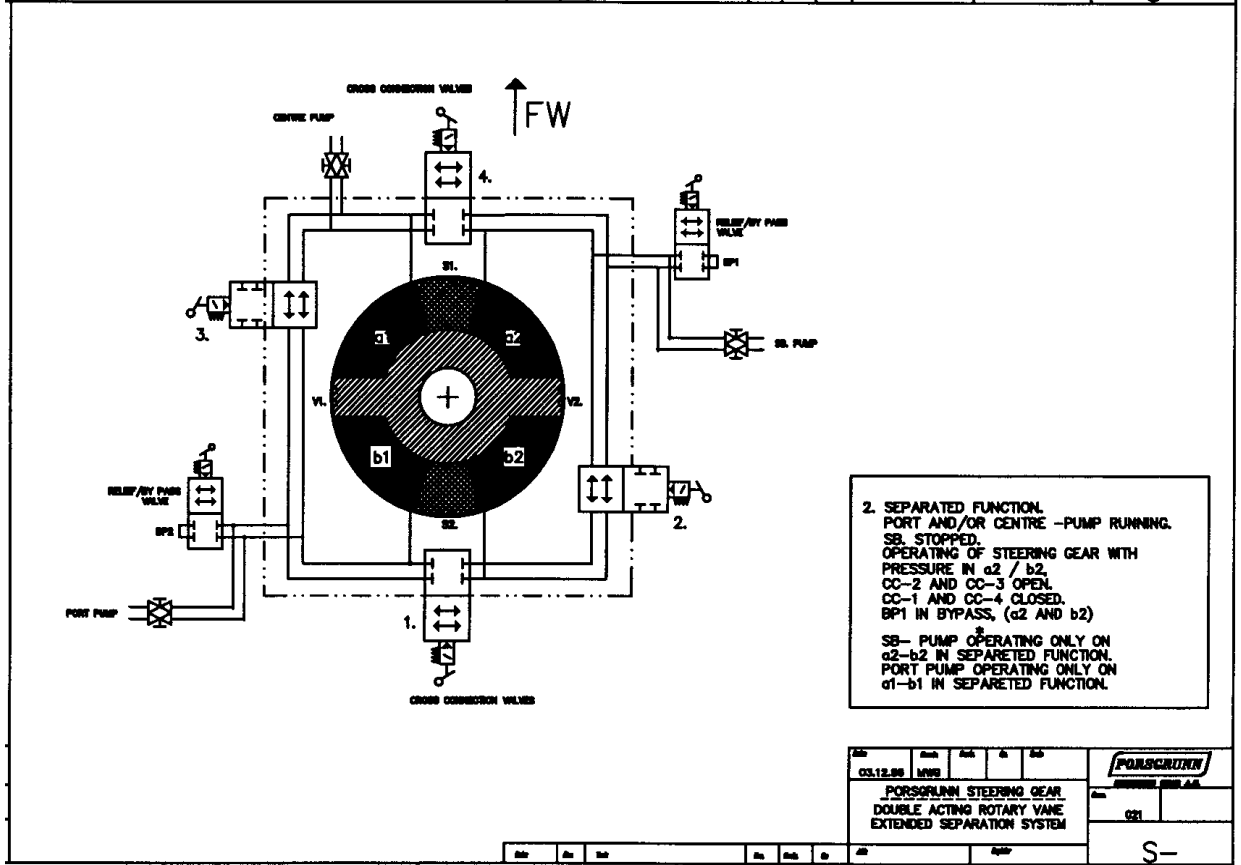 CROSS CONNECTION VALVES
FW
CENTRE PUMP
4.
RELIEF/BY PASS
VALVE
BP1
S1.
3.
a1
a2
SB. PUMP
V1.
V2.
b1
b2
RELIEF/BY PASS
VALVE
BP2
S2.
2.
PORT PUMP
1.
CROSS CONNECTION VALVES
2. SEPARATED FUNCTION.
PORT AND/OR CENTRE -PUMP RUNNING.
SB. STOPPED.
OPERATING OF STEERING GEAR WITH
PRESSURE IN a2 / b2,
CC-2 AND CC-3 OPEN.
CC-1 AND CC-4 CLOSED.
BP1 IN BYPASS, (a2 AND b2)
*
SB- PUMP OPERATING ONLY ON
a2-b2 IN SEPARETED FUNCTION.
PORT PUMP OPERATING ONLY ON
a1-b1 IN SEPARETED FUNCTION.
PORSGRUNN
PORSGRUNN STEERING GEAR
DOUBLE ACTING ROTARY VANE
EXTENDED SEPARATION SYSTEM
021
S-